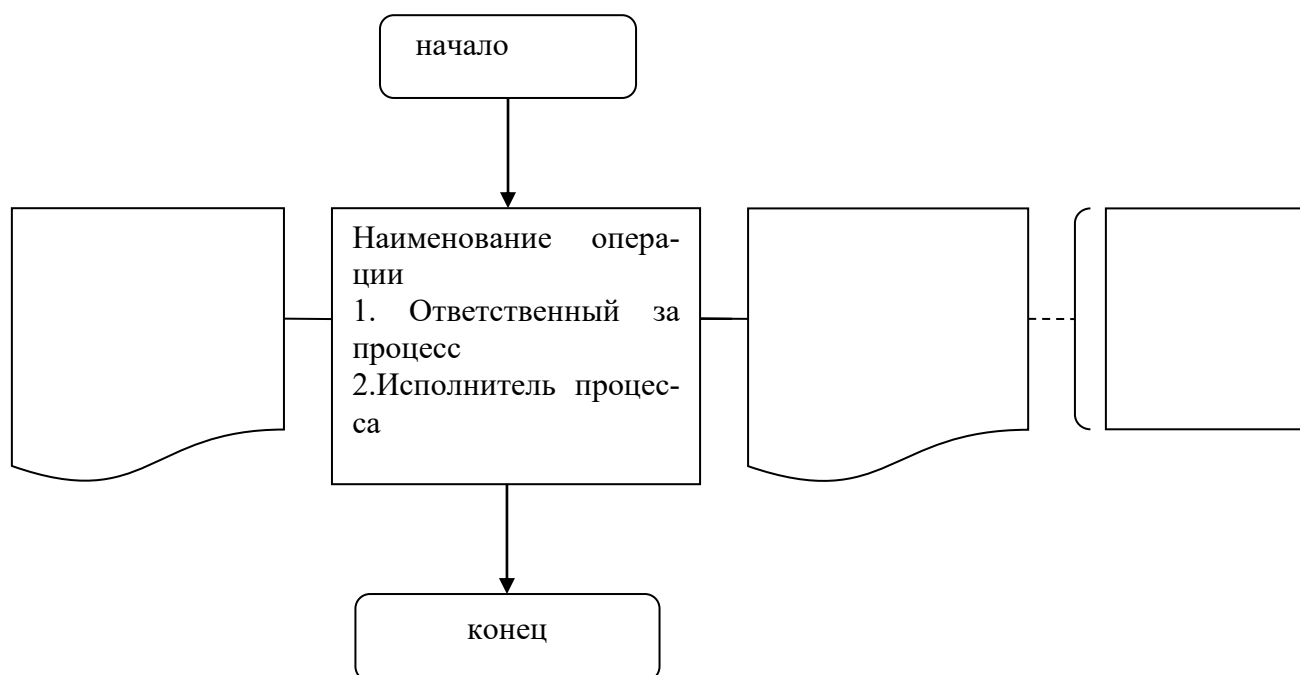 начало
Наименование опера-
ции
1. Ответственный за
процесс
2.Исполнитель процес-
са
конец